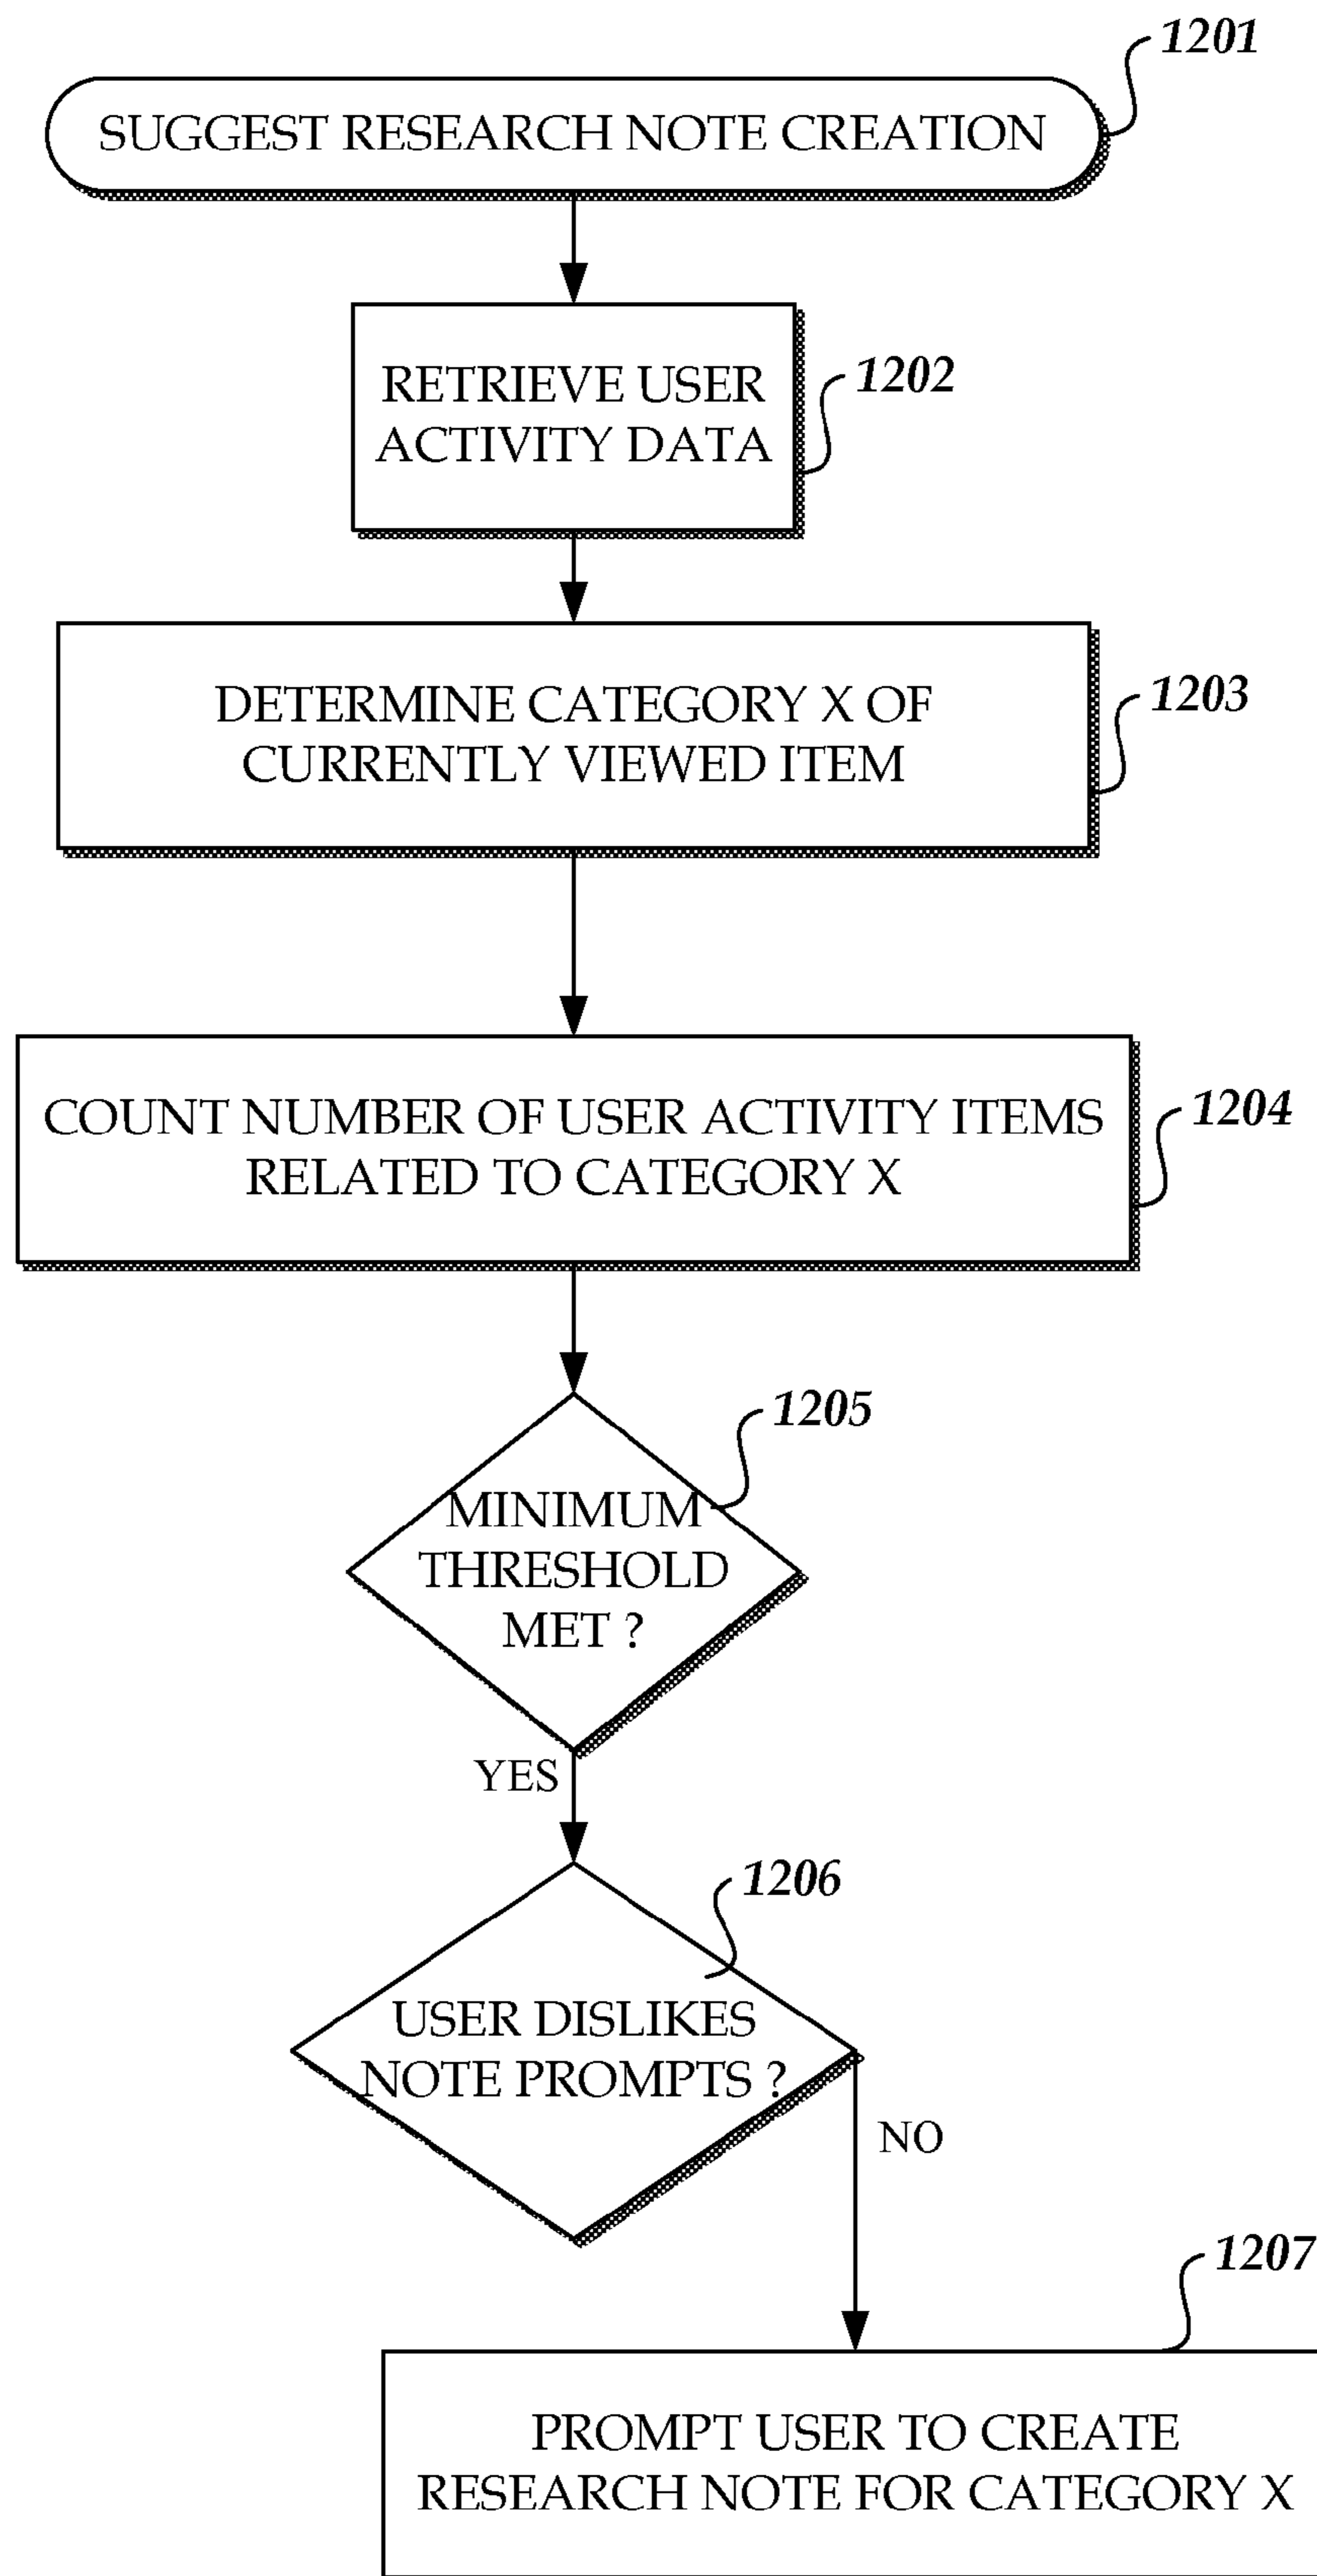 1201
SUGGEST RESEARCH NOTE CREATION
RETRIEVE USER
ACTIVITY DATA
1202
DETERMINE CATEGORY X OF
CURRENTLY VIEWED ITEM
1203
COUNT NUMBER OF USER ACTIVITY ITEMS
RELATED TO CATEGORY X
1204
1205
MINIMUM
THRESHOLD
MET ?
YES
1206
USER DISLIKES
NOTE PROMPTS ?
NO
1207
PROMPT USER TO CREATE
RESEARCH NOTE FOR CATEGORY X